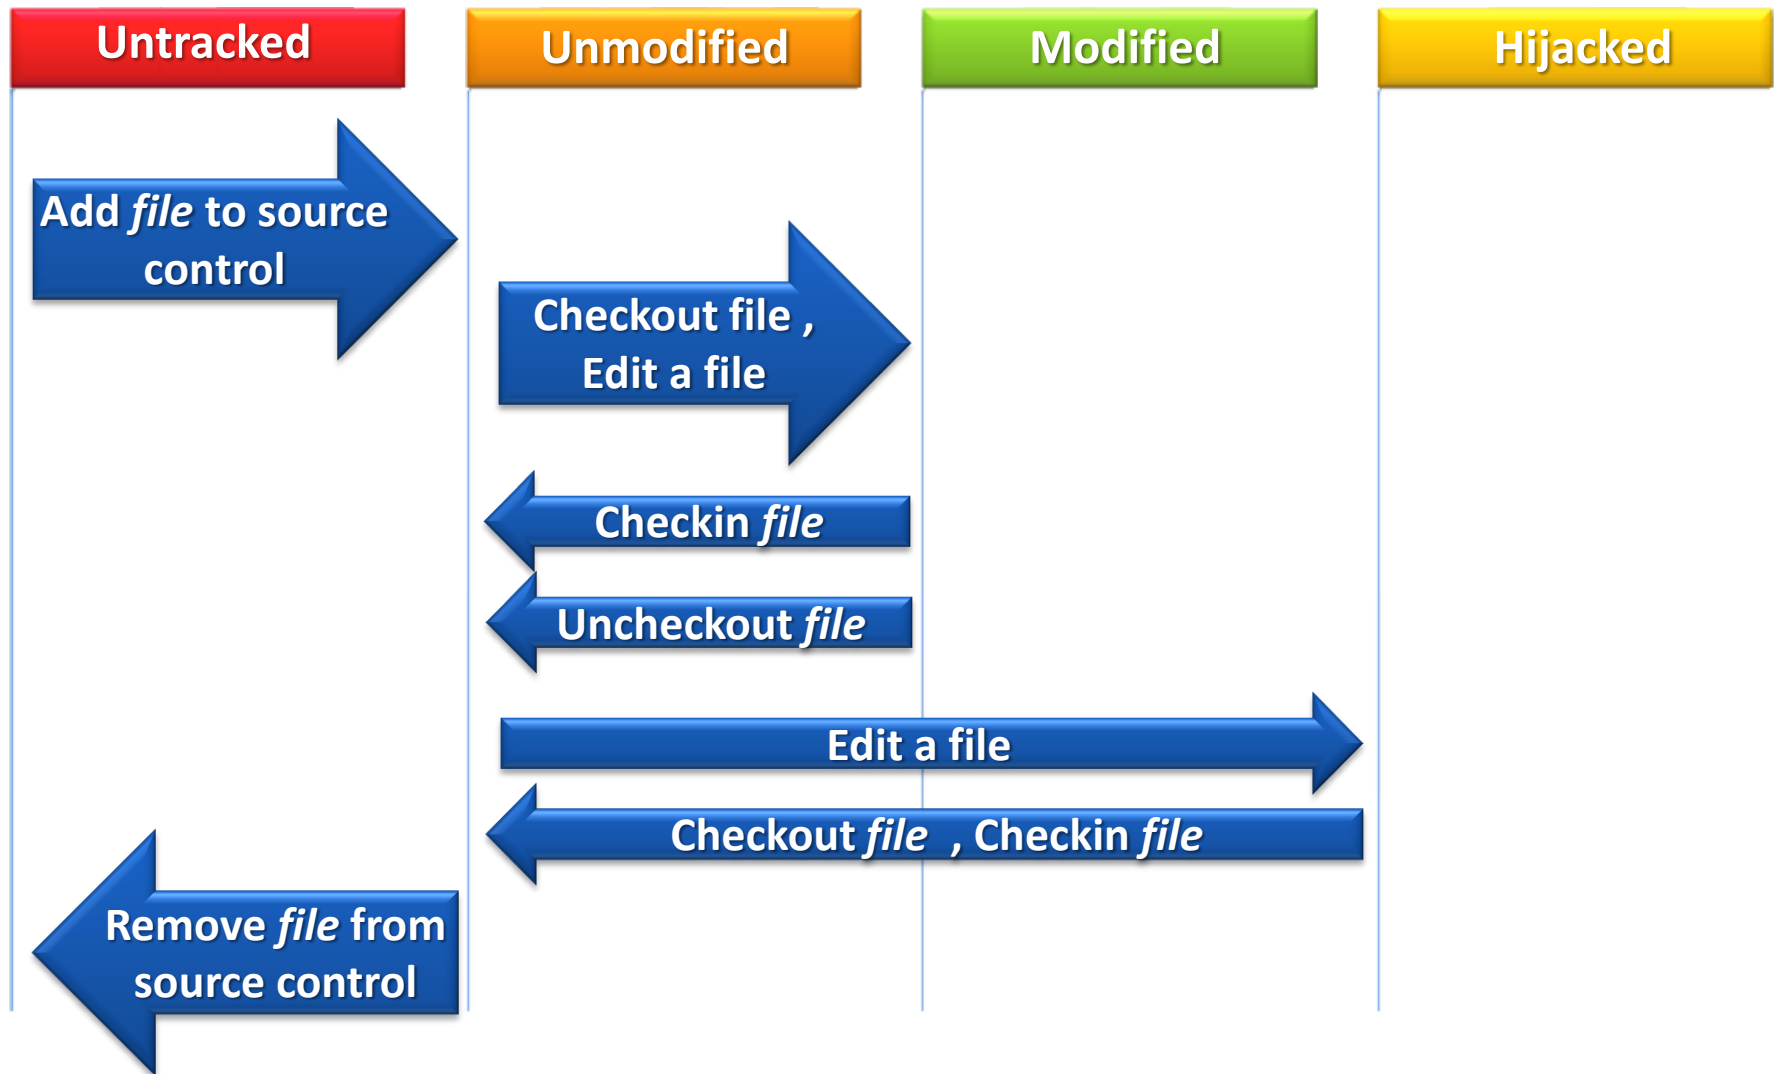 Untracked
Unmodified
Modified
Hijacked
Add file to source
control
Checkout file ,
Edit a file
Checkin file
Uncheckout file
Edit a file
Checkout file , Checkin file
Remove file from
source control